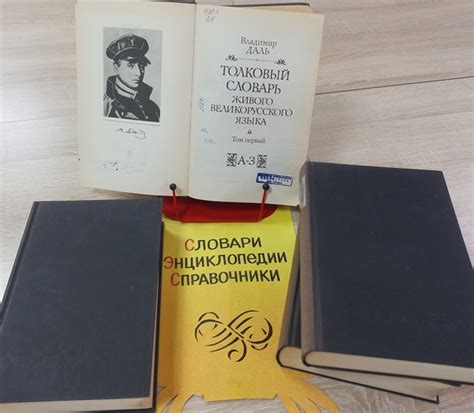 Владимир
ДАЛЬ
ТОЛКОВЫЙ
СЛОВАРЬ
ЖИВОГО
ВЕЛИКОРУССКОГО
ЯЗЫКА
Том первый
А-З
СЛОВАРИ
ЭНЦИКЛОПЕДИИ
СПРАВОЧНИКИ